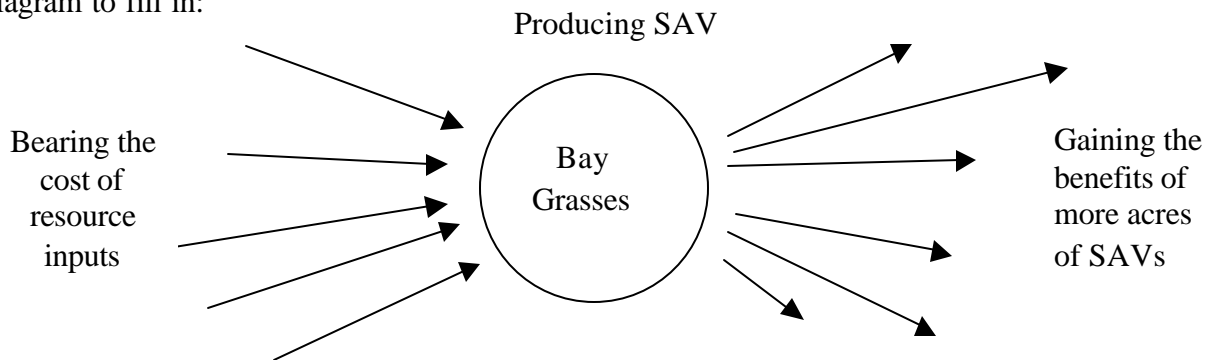 to fill in:
Producing SAV
Bearing the
cost of
resource
inputs
Bay
Grasses
Gaining the
benefits of
more acres
of SAVs